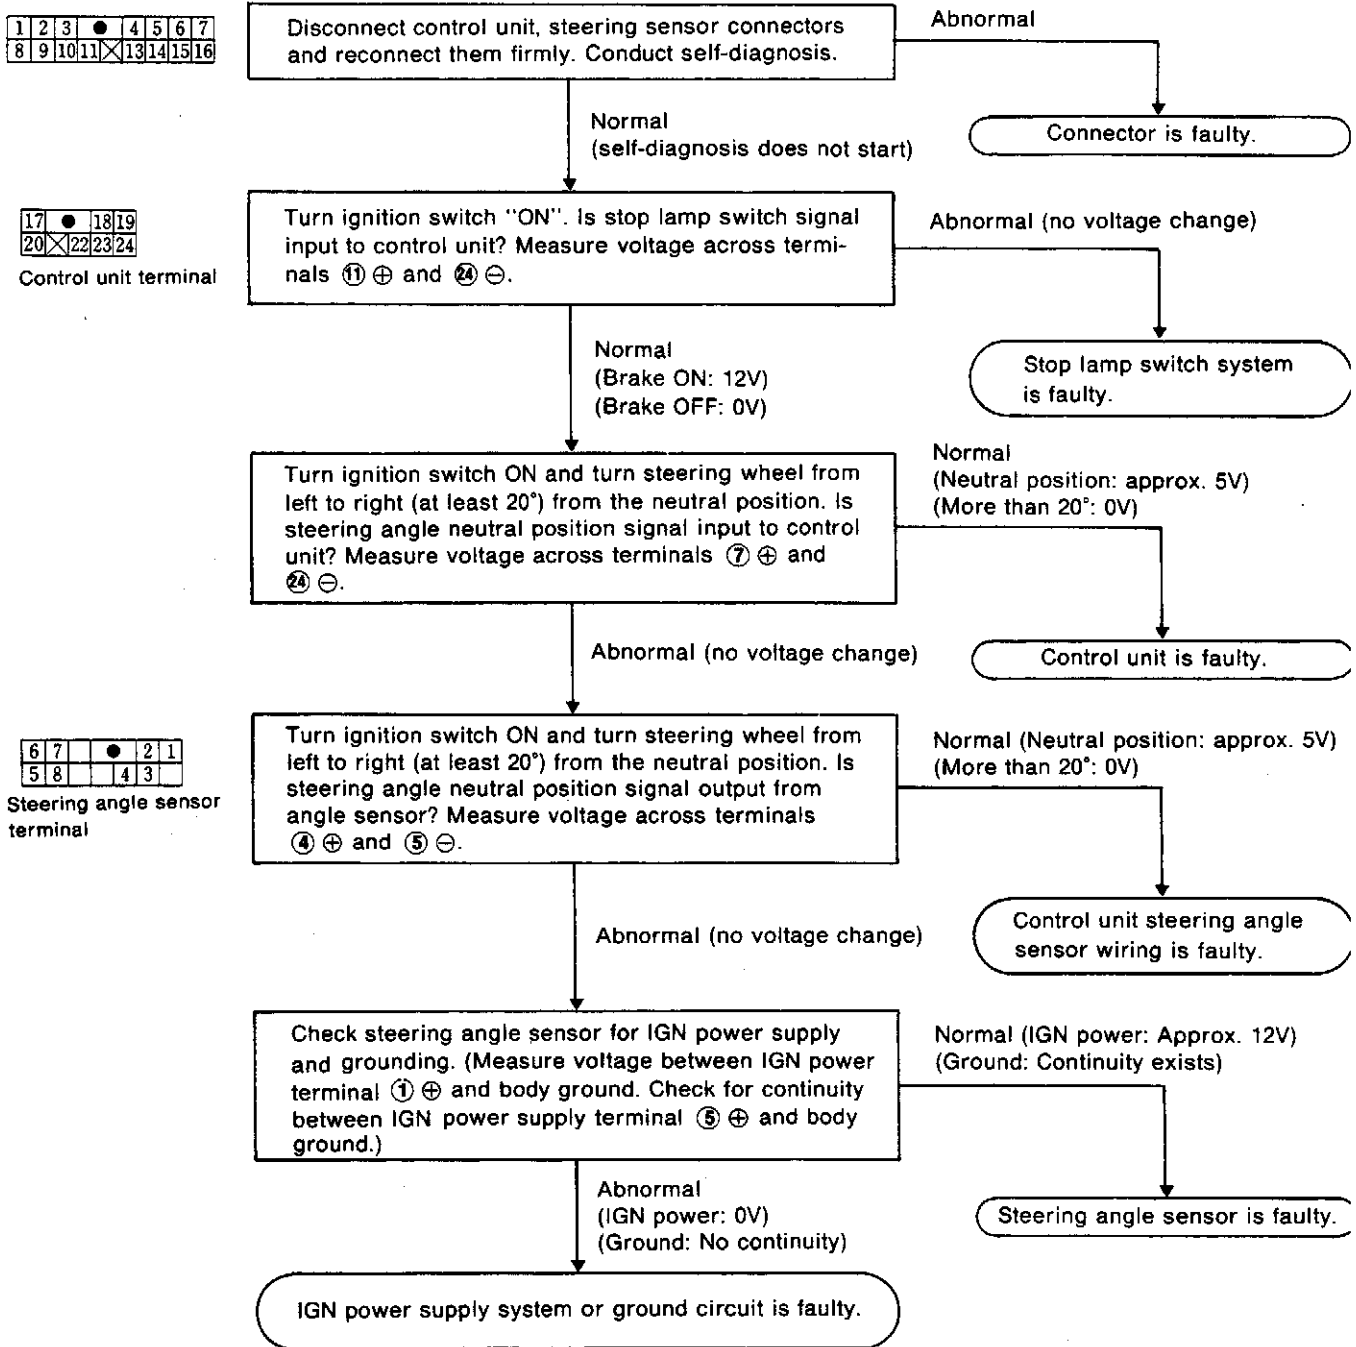 1 2 3 ● 4 5 6 7
8 9 10 11 13 14 15 16
Disconnect control unit, steering sensor connectors
and reconnect them firmly. Conduct self-diagnosis.
Abnormal
Connector is faulty.
Normal
(self-diagnosis does not start)
17 ● 18 19
20 22 23 24
Control unit terminal
Turn ignition switch "ON". Is stop lamp switch signal
input to control unit? Measure voltage across termi-
nals ⑪ ⊕ and ㉔ ⊖.
Abnormal (no voltage change)
Stop lamp switch system
is faulty.
Normal
(Brake ON: 12V)
(Brake OFF: 0V)
Turn ignition switch ON and turn steering wheel from
left to right (at least 20°) from the neutral position. Is
steering angle neutral position signal input to control
unit? Measure voltage across terminals ⑦ ⊕ and
㉔ ⊖.
Normal
(Neutral position: approx. 5V)
(More than 20°: 0V)
Control unit is faulty.
Abnormal (no voltage change)
6 7 ● 2 1
5 8 4 3
Steering angle sensor
terminal
Turn ignition switch ON and turn steering wheel from
left to right (at least 20°) from the neutral position. Is
steering angle neutral position signal output from
angle sensor? Measure voltage across terminals
④ ⊕ and ⑤ ⊖.
Normal (Neutral position: approx. 5V)
(More than 20°: 0V)
Control unit steering angle
sensor wiring is faulty.
Abnormal (no voltage change)
Check steering angle sensor for IGN power supply
and grounding. (Measure voltage between IGN power
terminal ① ⊕ and body ground. Check for continuity
between IGN power supply terminal ⑤ ⊕ and body
ground.)
Normal (IGN power: Approx. 12V)
(Ground: Continuity exists)
Steering angle sensor is faulty.
Abnormal
(IGN power: 0V)
(Ground: No continuity)
IGN power supply system or ground circuit is faulty.